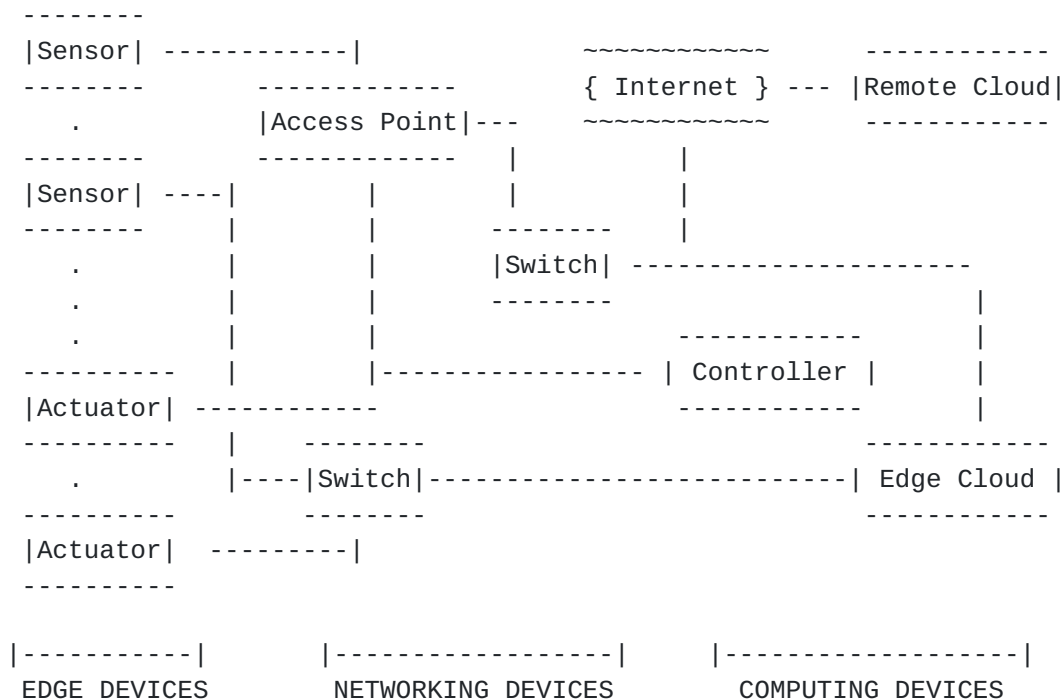 Sensor
{ Internet } Remote Cloud
Access Point
Sensor
Switch
Controller
Actuator
Switch Edge Cloud
Actuator
EDGE DEVICES NETWORKING DEVICES COMPUTING DEVICES